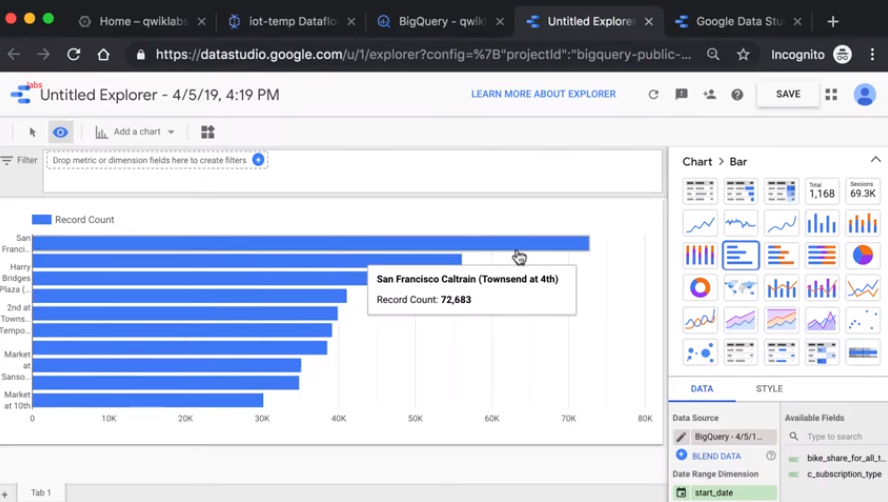 Home – qwiklabs
iot-temp Dataflow
BigQuery - qwikl
Untitled Explorer
Google Data Stu
https://datastudio.google.com/u/1/explorer?config=%7B"projectId":"bigquery-public-...
Incognito
labs
Untitled Explorer - 4/5/19, 4:19 PM
LEARN MORE ABOUT EXPLORER
SAVE
Add a chart
Filter
Drop metric or dimension fields here to create filters
Chart > Bar
Total
1,168
Sessions
69.3K
Record Count
San
Franci...
Harry
Bridges
Plaza (...
2nd at
Towns...
Tempo...
Market
at
Sanso...
Market
at 10th
San Francisco Caltrain (Townsend at 4th)
Record Count: 72,683
0 10K 20K 30K 40K 50K 60K 70K 80K
DATA STYLE
Data Source
BigQuery - 4/5/1...
BLEND DATA
Date Range Dimension
start_date
Available Fields
Type to search
bike_share_for_all_t...
c_subscription_type
Tab 1